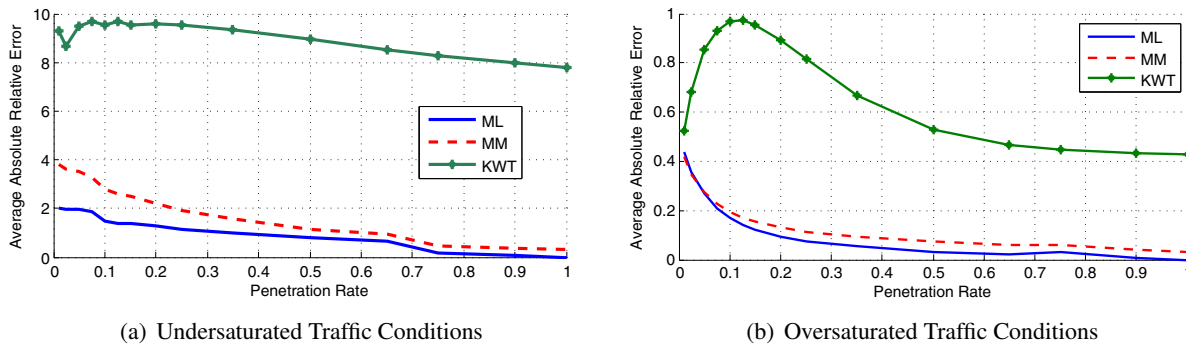 Average Absolute Relative Error
10
8
6
4
2
0
ML
MM
KWT
0 0.1 0.2 0.3 0.4 0.5 0.6 0.7 0.8 0.9 1
Penetration Rate
(a) Undersaturated Traffic Conditions
Average Absolute Relative Error
1
0.8
0.6
0.4
0.2
0
ML
MM
KWT
0 0.1 0.2 0.3 0.4 0.5 0.6 0.7 0.8 0.9 1
Penetration Rate
(b) Oversaturated Traffic Conditions